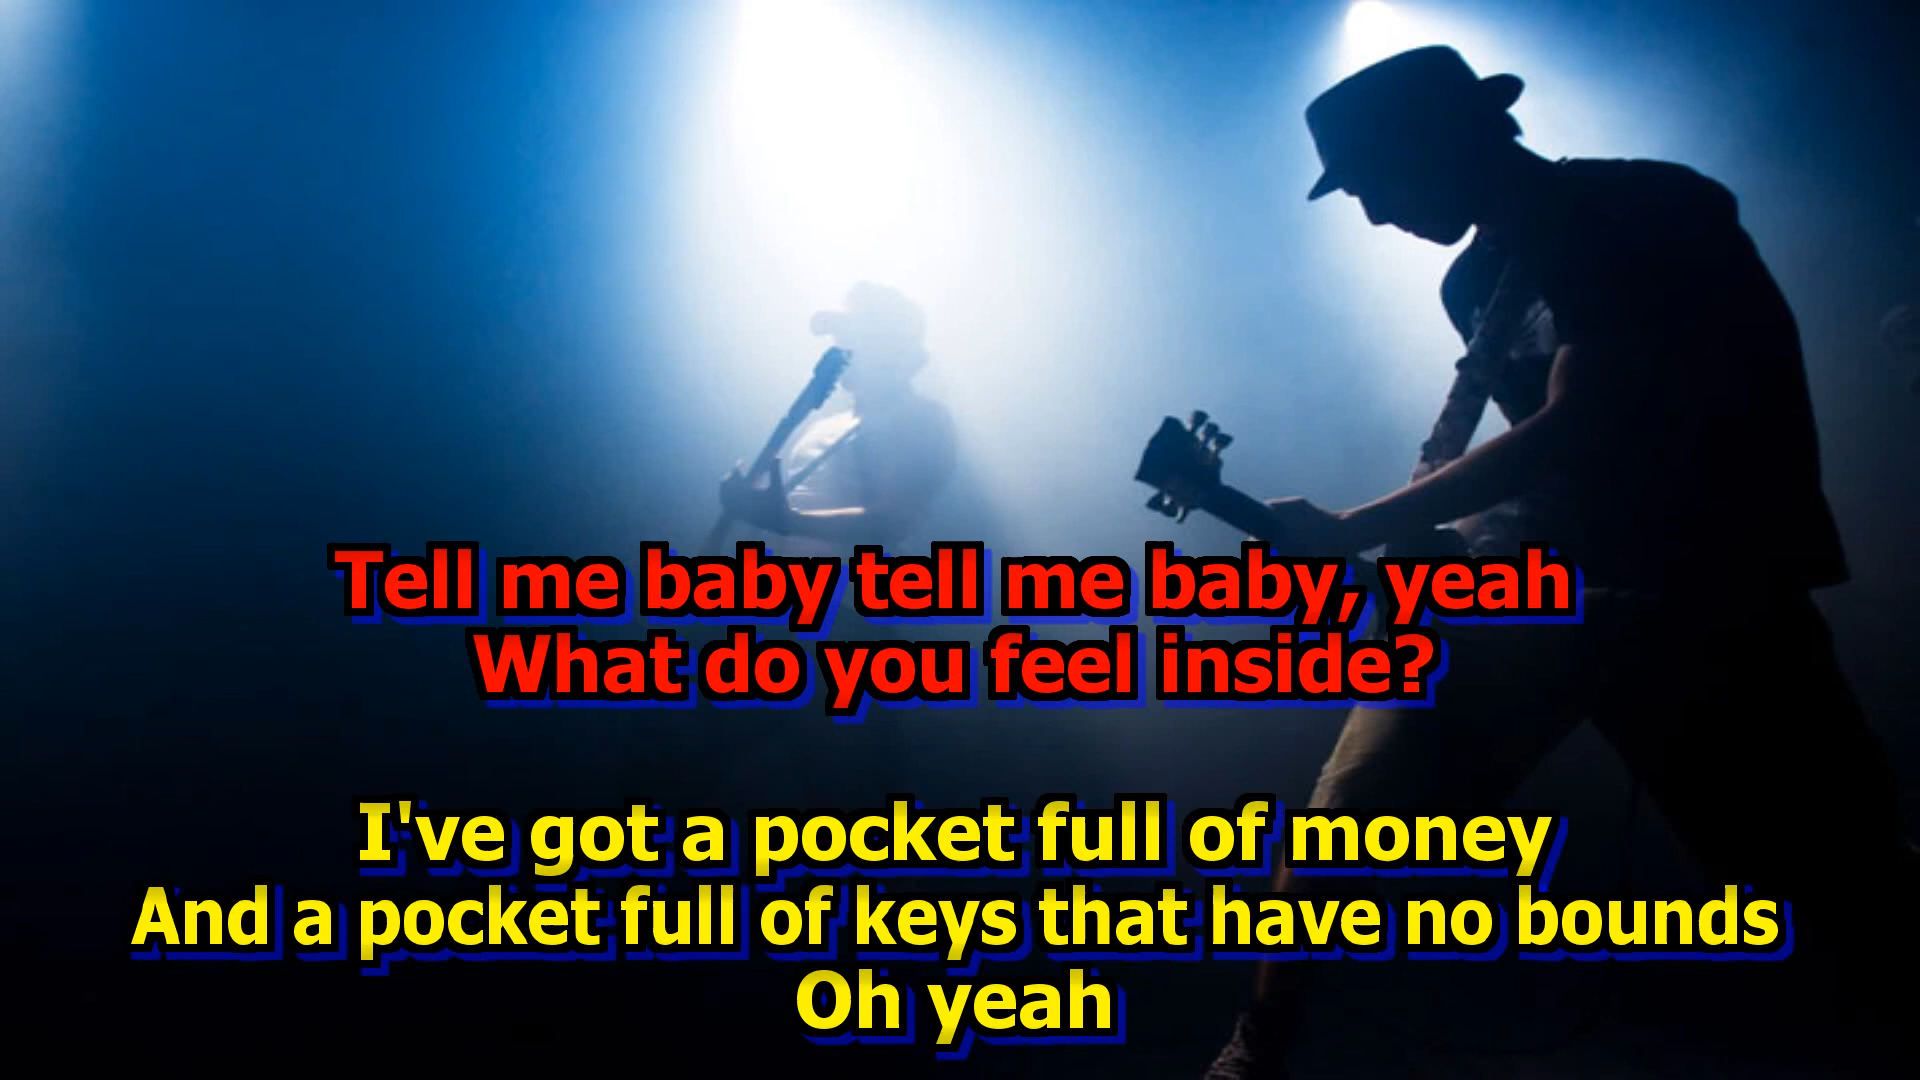 Tell me baby tell me baby, yeah
What do you feel inside?
I've got a pocket full of money
And a pocket full of keys that have no bounds
Oh yeah